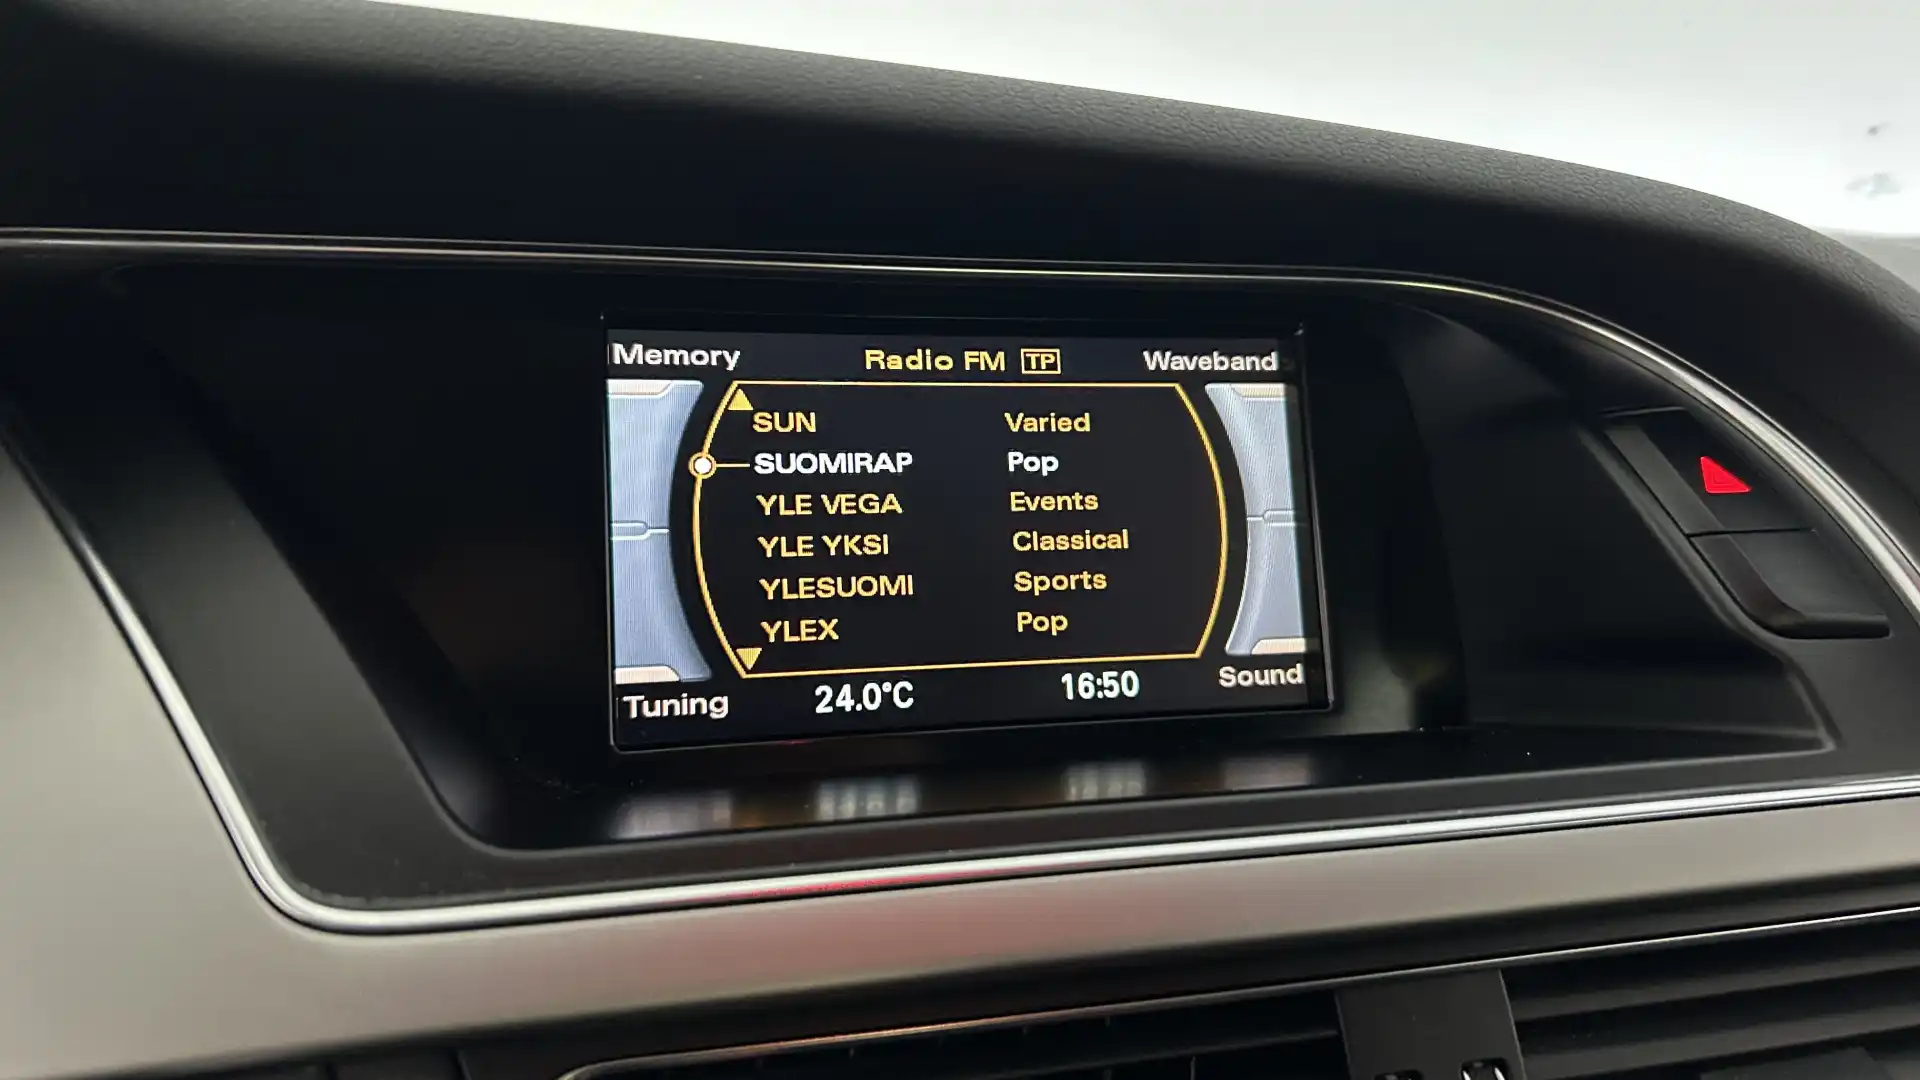 Memory Radio FM TP Waveband
SUN Varied
SUOMIRAP Pop
YLE VEGA Events
YLE YKSI Classical
YLESUOMI Sports
YLEX Pop
Tuning 24.0°C 16:50 Sound